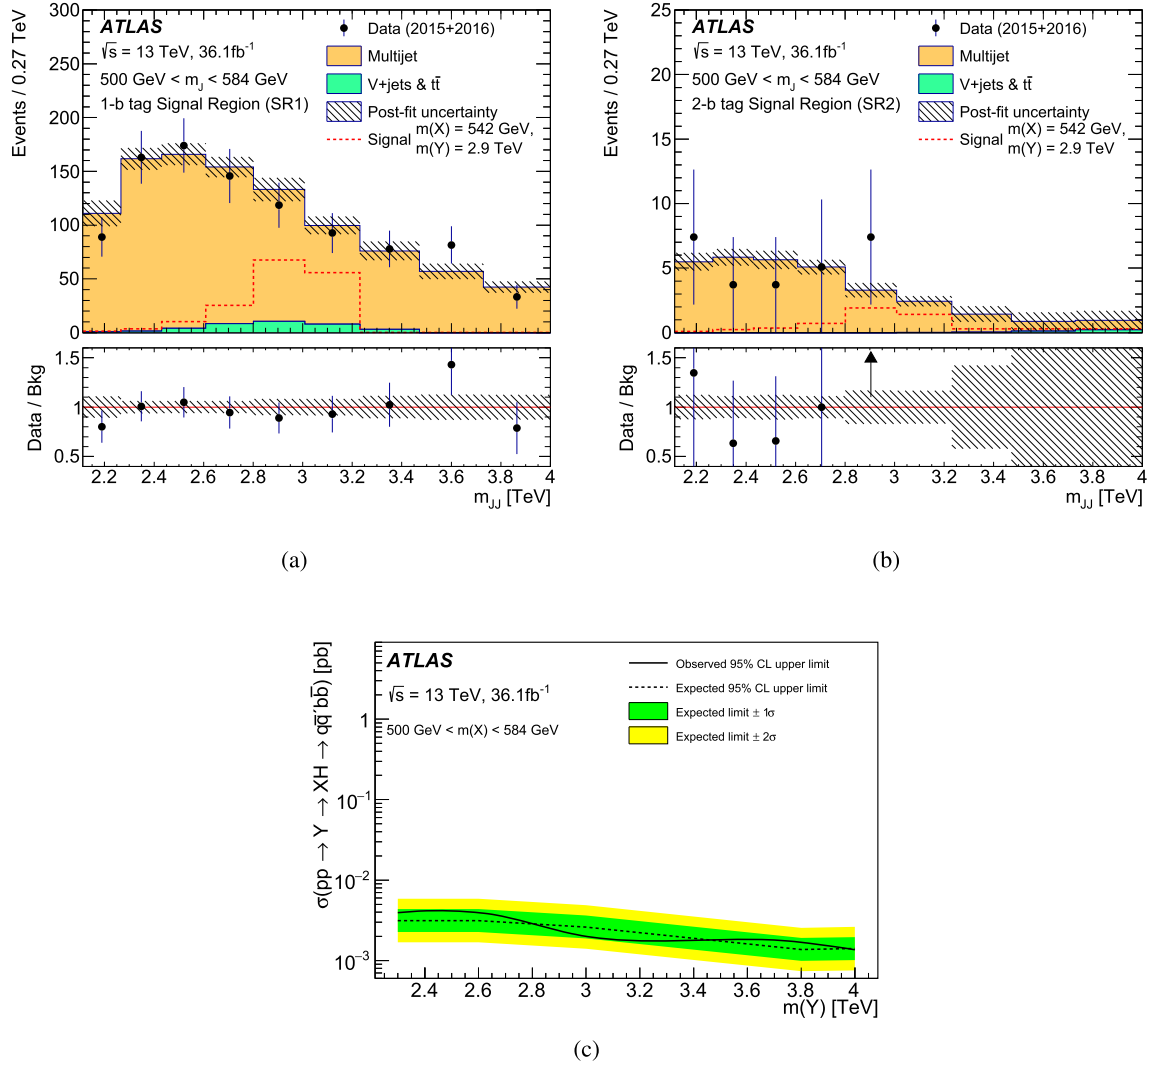 Events / 0.27 TeV
300
250
200
150
100
50
0
ATLAS
√s = 13 TeV, 36.1fb⁻¹
500 GeV < m_J < 584 GeV
1-b tag Signal Region (SR1)
Data (2015+2016)
Multijet
V+jets & tt̄
Post-fit uncertainty
Signal m(X) = 542 GeV,
m(Y) = 2.9 TeV
Data / Bkg
1.5
1
0.5
2.2 2.4 2.6 2.8 3 3.2 3.4 3.6 3.8 4
m_JJ [TeV]
(a)
Events / 0.27 TeV
25
20
15
10
5
0
ATLAS
√s = 13 TeV, 36.1fb⁻¹
500 GeV < m_J < 584 GeV
2-b tag Signal Region (SR2)
Data (2015+2016)
Multijet
V+jets & tt̄
Post-fit uncertainty
Signal m(X) = 542 GeV,
m(Y) = 2.9 TeV
Data / Bkg
1.5
1
0.5
2.2 2.4 2.6 2.8 3 3.2 3.4 3.6 3.8 4
m_JJ [TeV]
(b)
σ(pp → Y → XH → qq̄′bb̄) [pb]
1
10⁻¹
10⁻²
10⁻³
ATLAS
√s = 13 TeV, 36.1fb⁻¹
500 GeV < m(X) < 584 GeV
Observed 95% CL upper limit
Expected 95% CL upper limit
Expected limit ± 1σ
Expected limit ± 2σ
2.4 2.6 2.8 3 3.2 3.4 3.6 3.8 4
m(Y) [TeV]
(c)